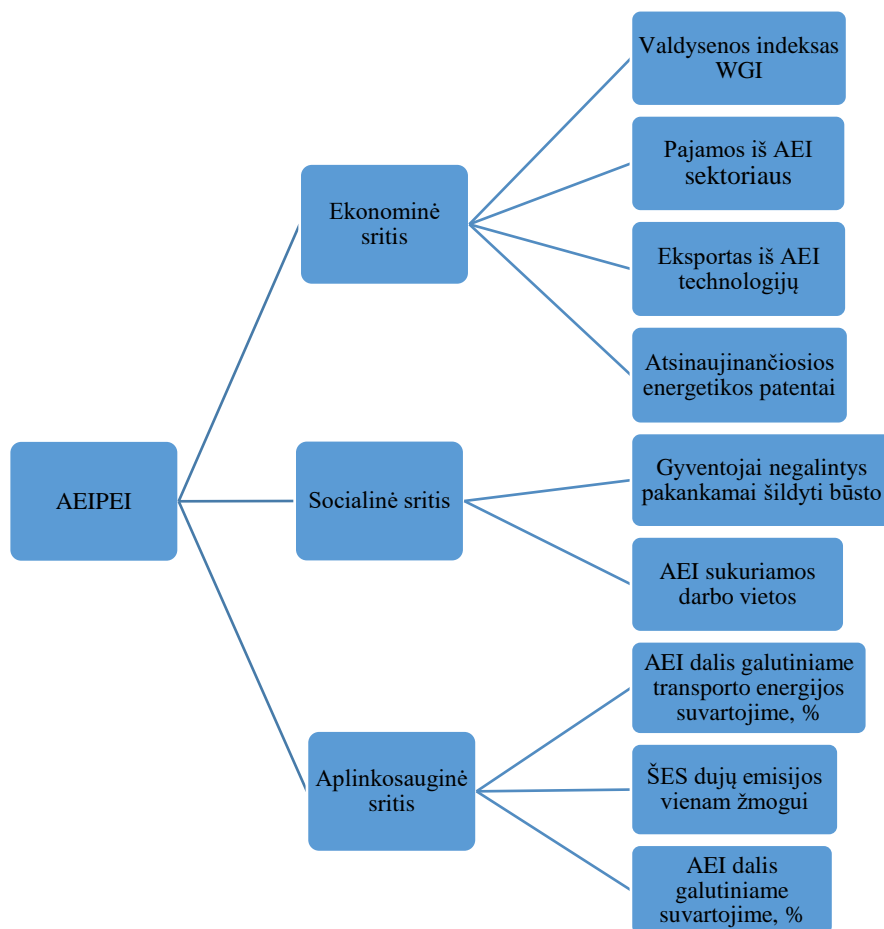 AEIPEI
Ekonominė
sritis
Valdysenos indeksas
WGI
Pajamos iš AEI
sektoriaus
Eksportas iš AEI
technologijų
Atsinaujinančiosios
energetikos patentai
Socialinė sritis
Gyventojai negalintys
pakankamai šildyti būsto
AEI sukuriamos
darbo vietos
Aplinkosauginė
sritis
AEI dalis galutiniame
transporto energijos
suvartojime, %
ŠES dujų emisijos
vienam žmogui
AEI dalis
galutiniame
suvartojime, %